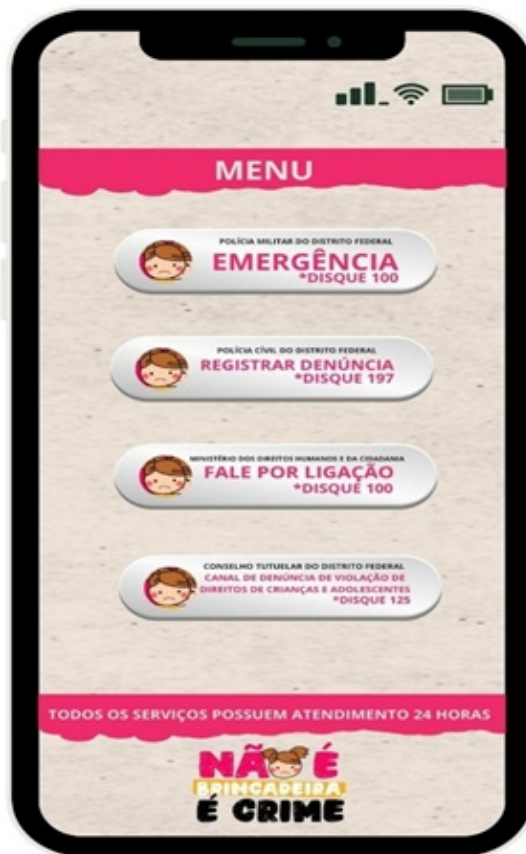 MENU
POLÍCIA MILITAR DO DISTRITO FEDERAL
EMERGÊNCIA
*DISQUE 100
POLÍCIA CÍVIL DO DISTRITO FEDERAL
REGISTRAR DENÚNCIA
*DISQUE 197
MINISTÉRIO DOS DIREITOS HUMANOS E DA CIDADANIA
FALE POR LIGAÇÃO
*DISQUE 100
CONSELHO TUTUELAR DO DISTRITO FEDERAL
CANAL DE DENÚNCIA DE VIOLAÇÃO DE
DIREITOS DE CRIANÇAS E ADOLESCENTES
*DISQUE 125
TODOS OS SERVIÇOS POSSUEM ATENDIMENTO 24 HORAS
NÃO É
BRINCADEIRA,
É CRIME